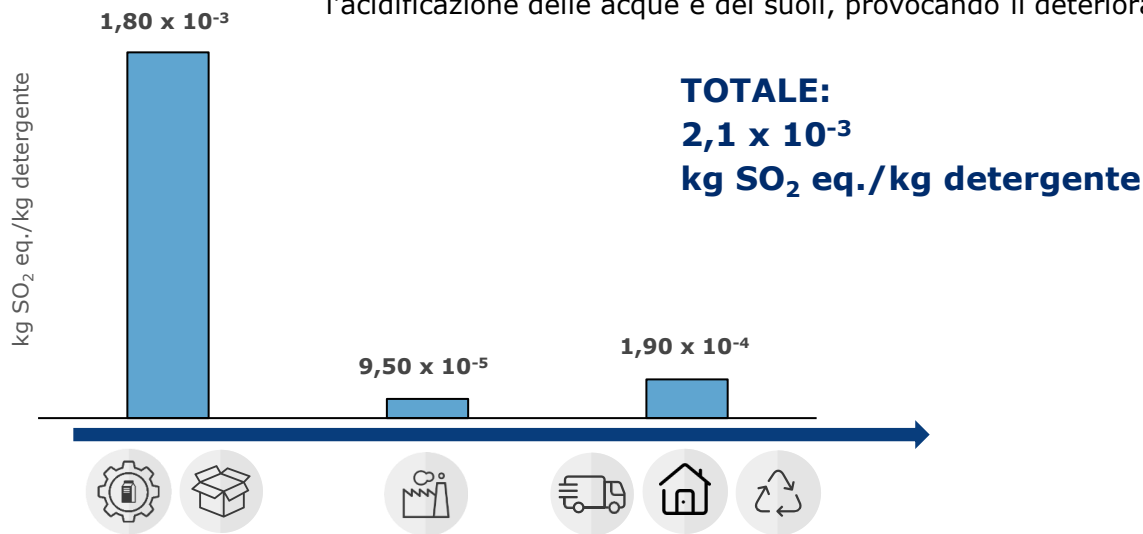 l'acidificazione delle acque e dei suoli, provocando il
1,80 x 10⁻³
TOTALE:
2,1 x 10⁻³
kg SO₂ eq./kg detergente
kg SO₂ eq./kg detergente
1,90 x 10⁻⁴
9,50 x 10⁻⁵